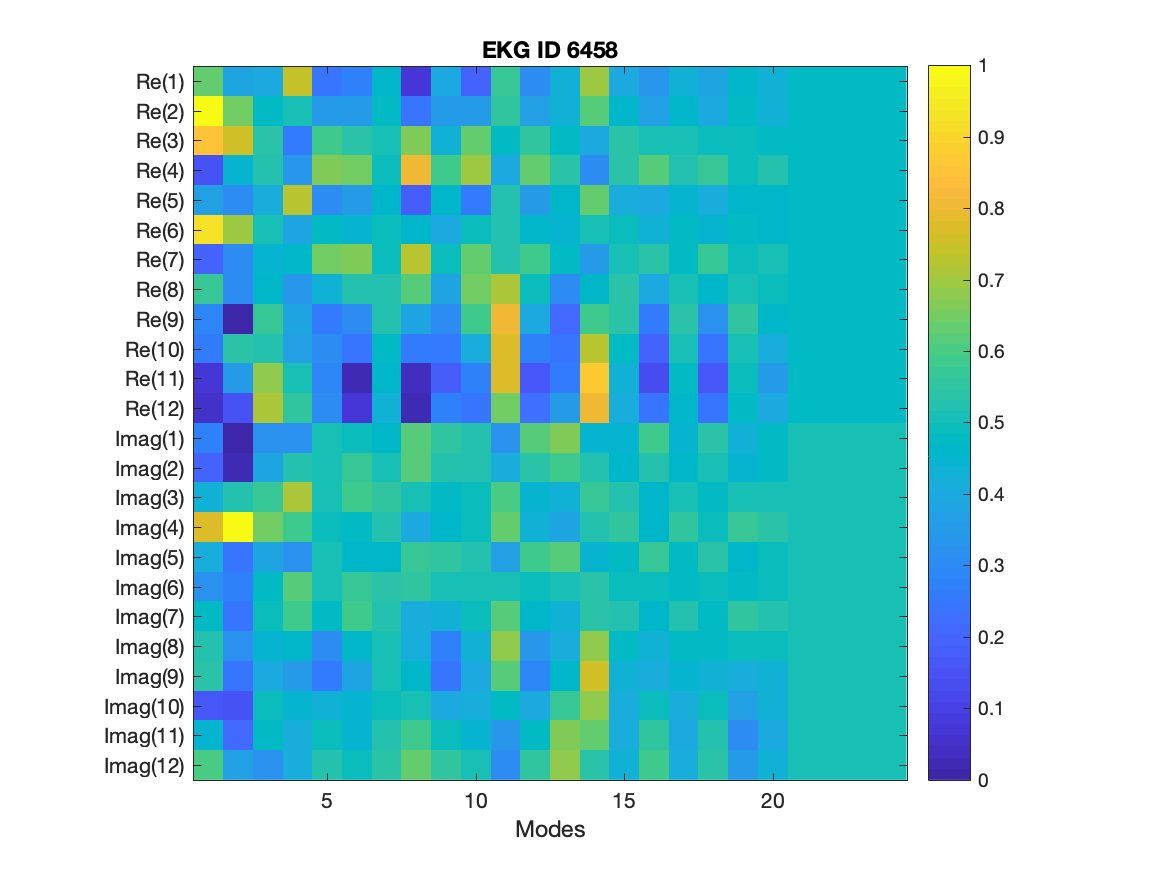 EKG ID 6458
Re(1)
Re(2)
Re(3)
Re(4)
Re(5)
Re(6)
Re(7)
Re(8)
Re(9)
Re(10)
Re(11)
Re(12)
Imag(1)
Imag(2)
Imag(3)
Imag(4)
Imag(5)
Imag(6)
Imag(7)
Imag(8)
Imag(9)
Imag(10)
Imag(11)
Imag(12)
5 10 15 20
Modes
1
0.9
0.8
0.7
0.6
0.5
0.4
0.3
0.2
0.1
0